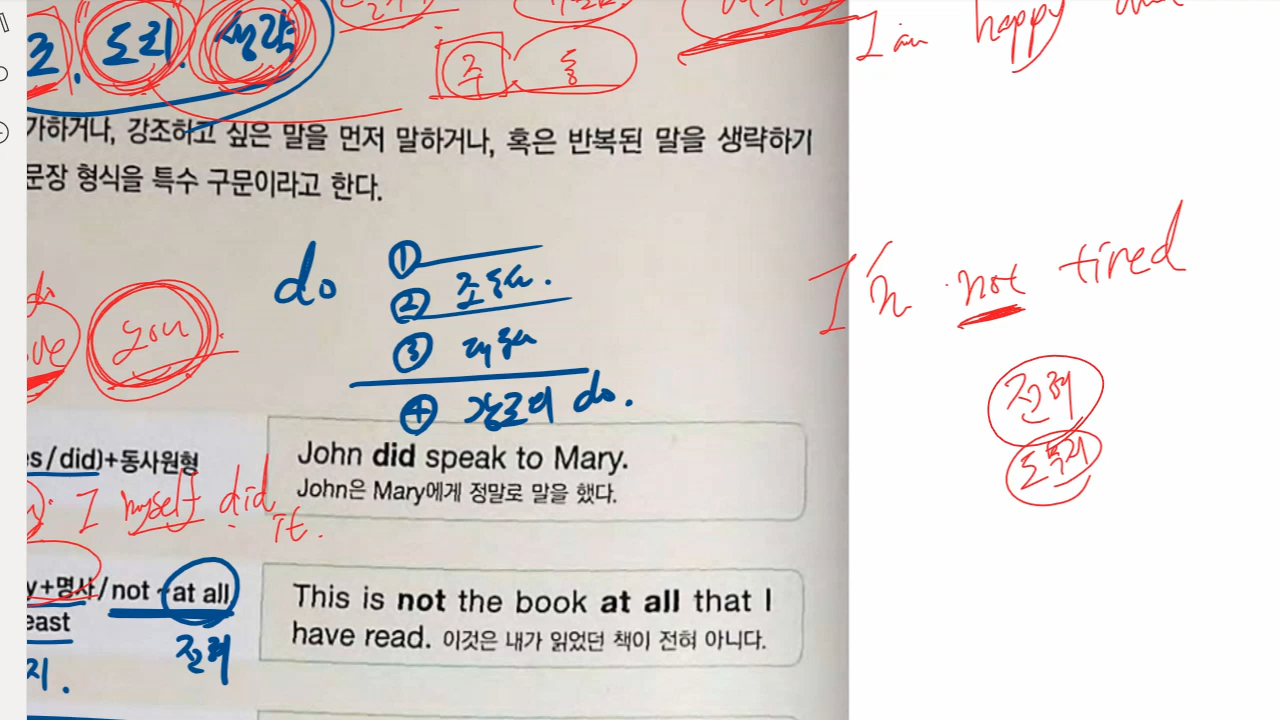 도치. 생략
주 동
I am happy
가하거나, 강조하고 싶은 말을 먼저 말하거나, 혹은 반복된 말을 생략하기
문장 형식을 특수 구문이라고 한다.
do ①
② 조동사.
③ 대동사
④ 강조의 do.
you
I'm not tired
전혀
도무지
s/did)+동사원형
John did speak to Mary.
John은 Mary에게 정말로 말을 했다.
I myself did it.
y+명사/not ~at all
east
전혀
지.
This is not the book at all that I
have read. 이것은 내가 읽었던 책이 전혀 아니다.